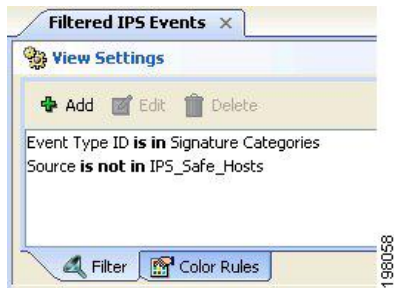 Filtered IPS Events ×
View Settings
Add Edit Delete
Event Type ID is in Signature Categories
Source is not in IPS_Safe_Hosts
Filter Color Rules
198058